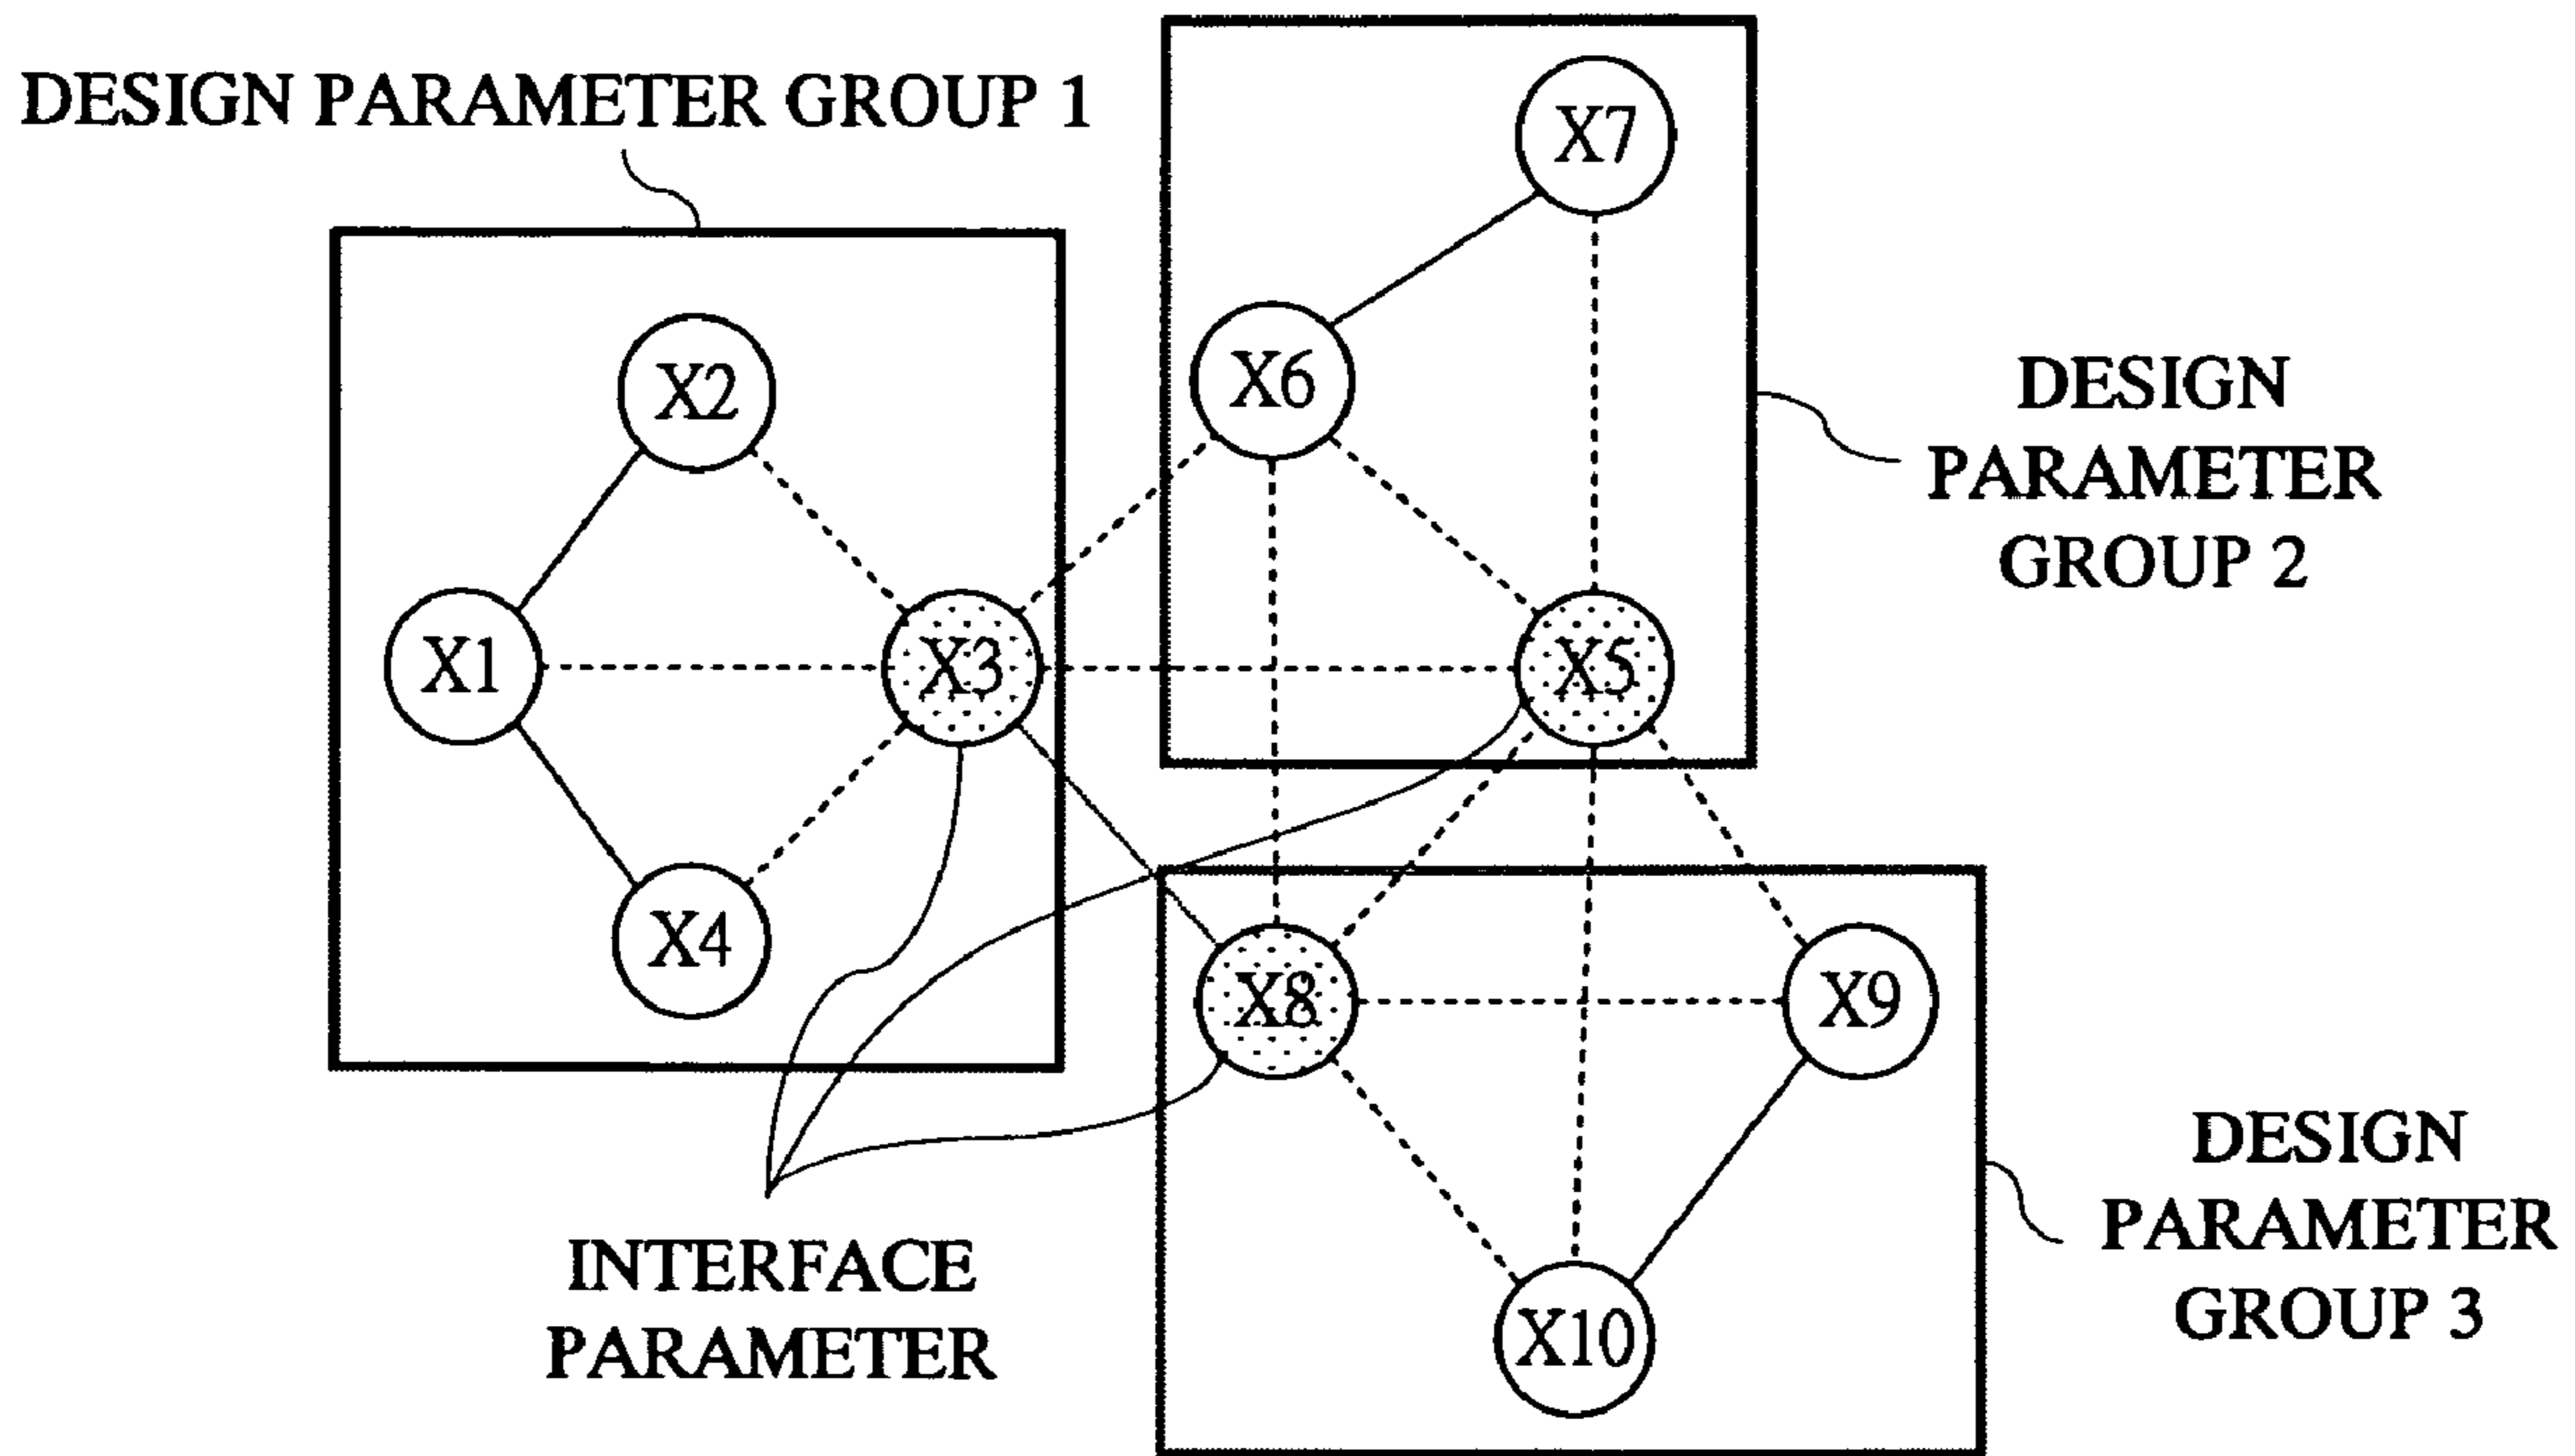 DESIGN PARAMETER GROUP 1
X7
X2
X6
DESIGN
PARAMETER
GROUP 2
X1
X3
X5
X4
X8
X9
DESIGN
PARAMETER
GROUP 3
INTERFACE
PARAMETER
X10